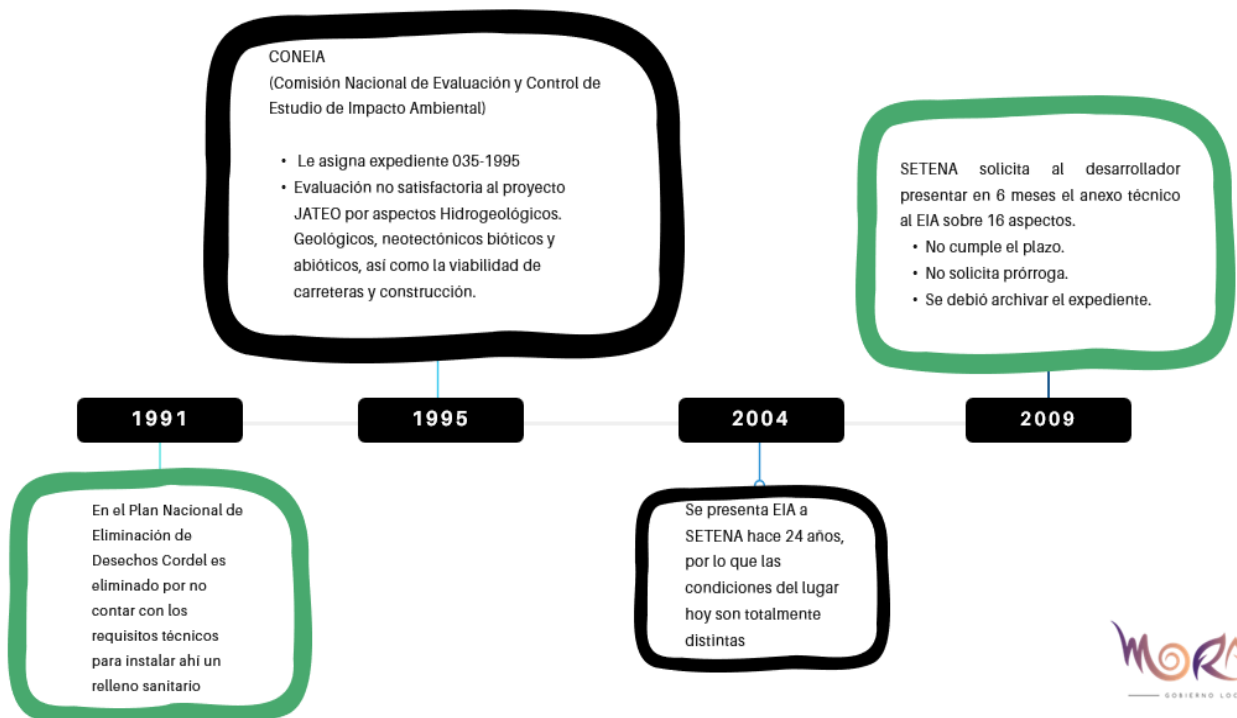 CONEIA
(Comisión Nacional de Evaluación y Control de
Estudio de Impacto Ambiental)
• Le asigna expediente 035-1995
• Evaluación no satisfactoria al proyecto
JATEO por aspectos Hidrogeológicos.
Geológicos, neotectónicos bióticos y
abióticos, así como la viabilidad de
carreteras y construcción.
SETENA solicita al desarrollador
presentar en 6 meses el anexo técnico
al EIA sobre 16 aspectos.
• No cumple el plazo.
• No solicita prórroga.
• Se debió archivar el expediente.
1991
1995
2004
2009
En el Plan Nacional de
Eliminación de
Desechos Cordel es
eliminado por no
contar con los
requisitos técnicos
para instalar ahí un
relleno sanitario
Se presenta EIA a
SETENA hace 24 años,
por lo que las
condiciones del lugar
hoy son totalmente
distintas
GOBIERNO